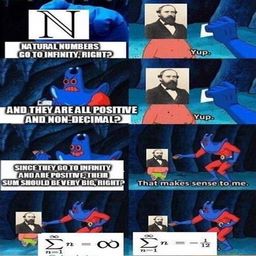 ℕ
NATURAL NUMBERS
GO TO INFINITY, RIGHT?
Yup.
AND THEY ARE ALL POSITIVE
AND NON-DECIMAL?
Yup.
SINCE THEY GO TO INFINITY
AND ARE POSITIVE, THEIR
SUM SHOULD BE VERY BIG, RIGHT?
That makes sense to me.
∞
∑ n = ∞
n=1
∞
∑ n = -1/12
n=1